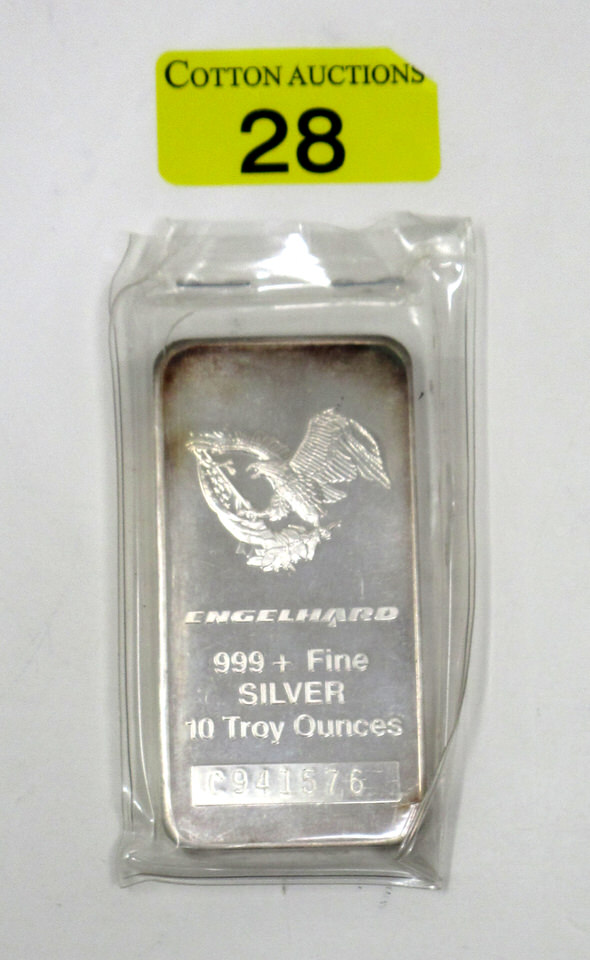 COTTON AUCTIONS
28
ENGELHARD
999+ Fine
SILVER
10 Troy Ounces
C941576